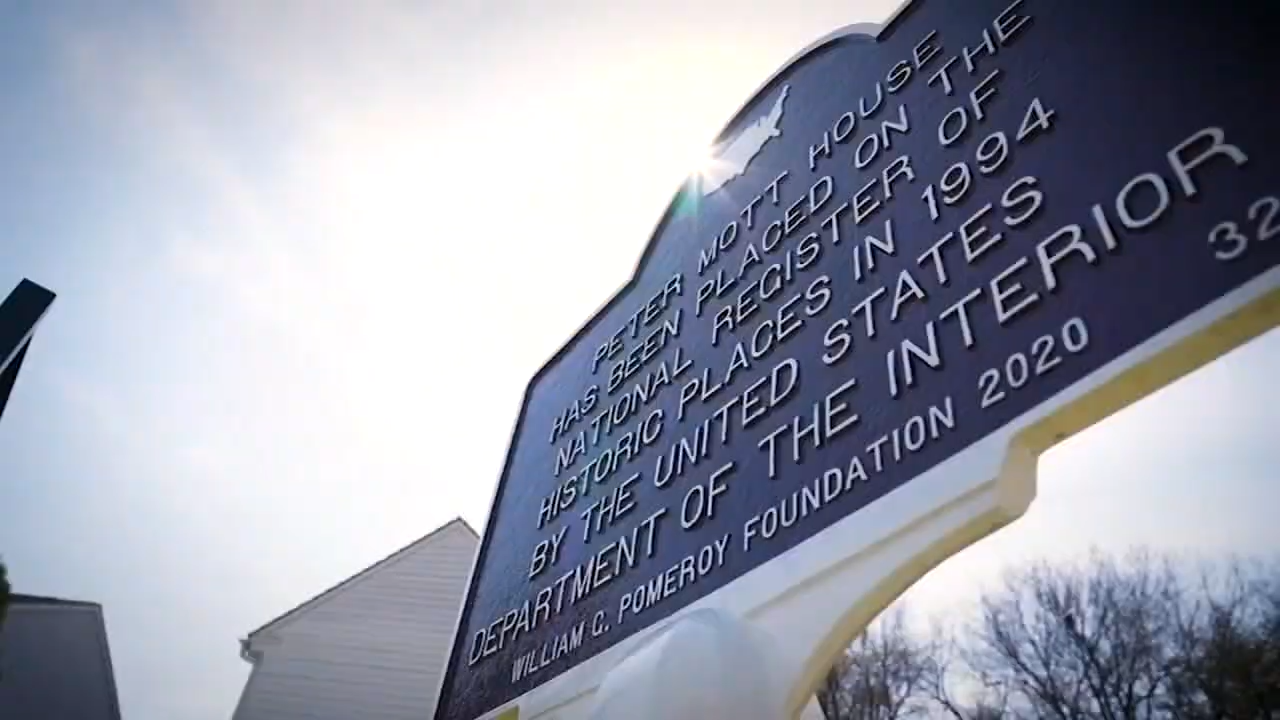 PETER MOTT HOUSE
HAS BEEN PLACED ON THE
NATIONAL REGISTER OF
HISTORIC PLACES IN 1994
BY THE UNITED STATES
DEPARTMENT OF THE INTERIOR
WILLIAM G. POMEROY FOUNDATION 2020
32